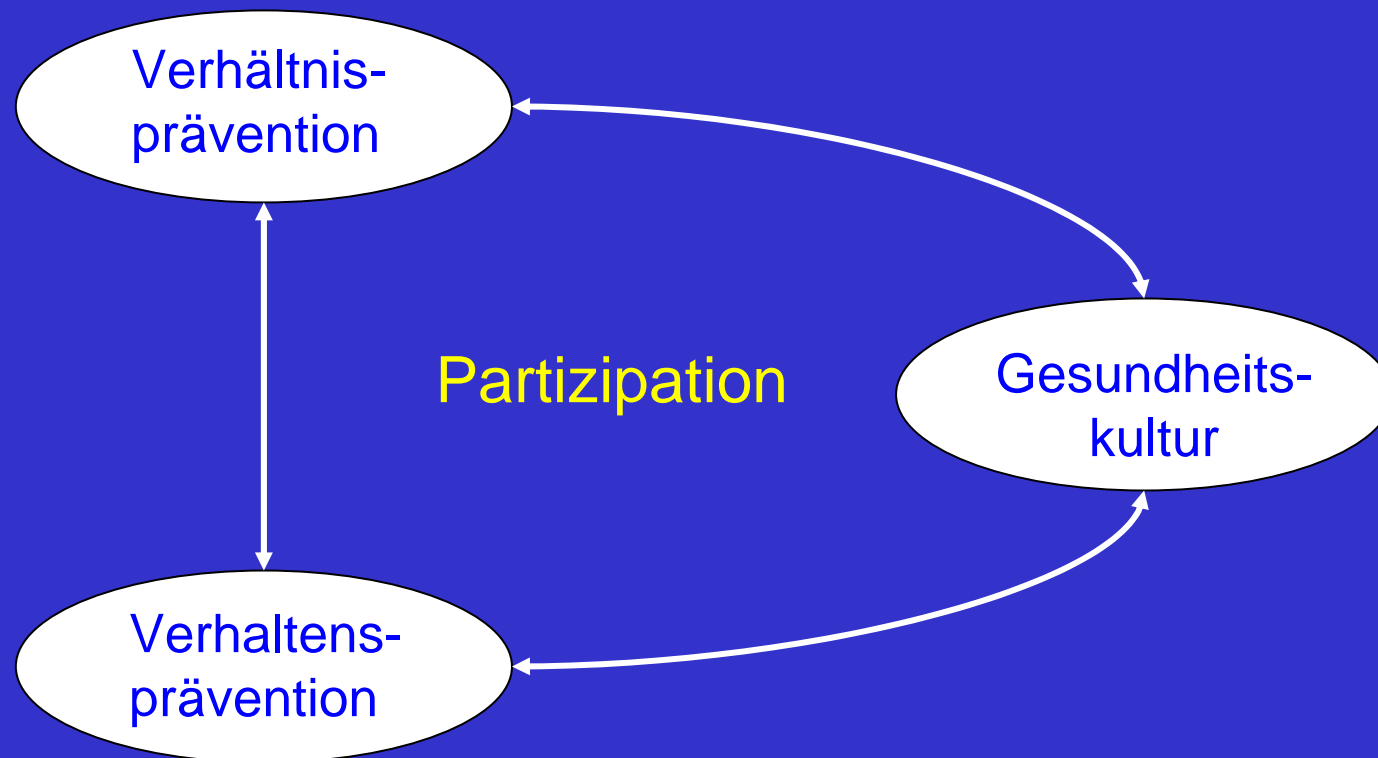 Verhältnis-
prävention
Partizipation
Gesundheits-
kultur
Verhaltens-
prävention